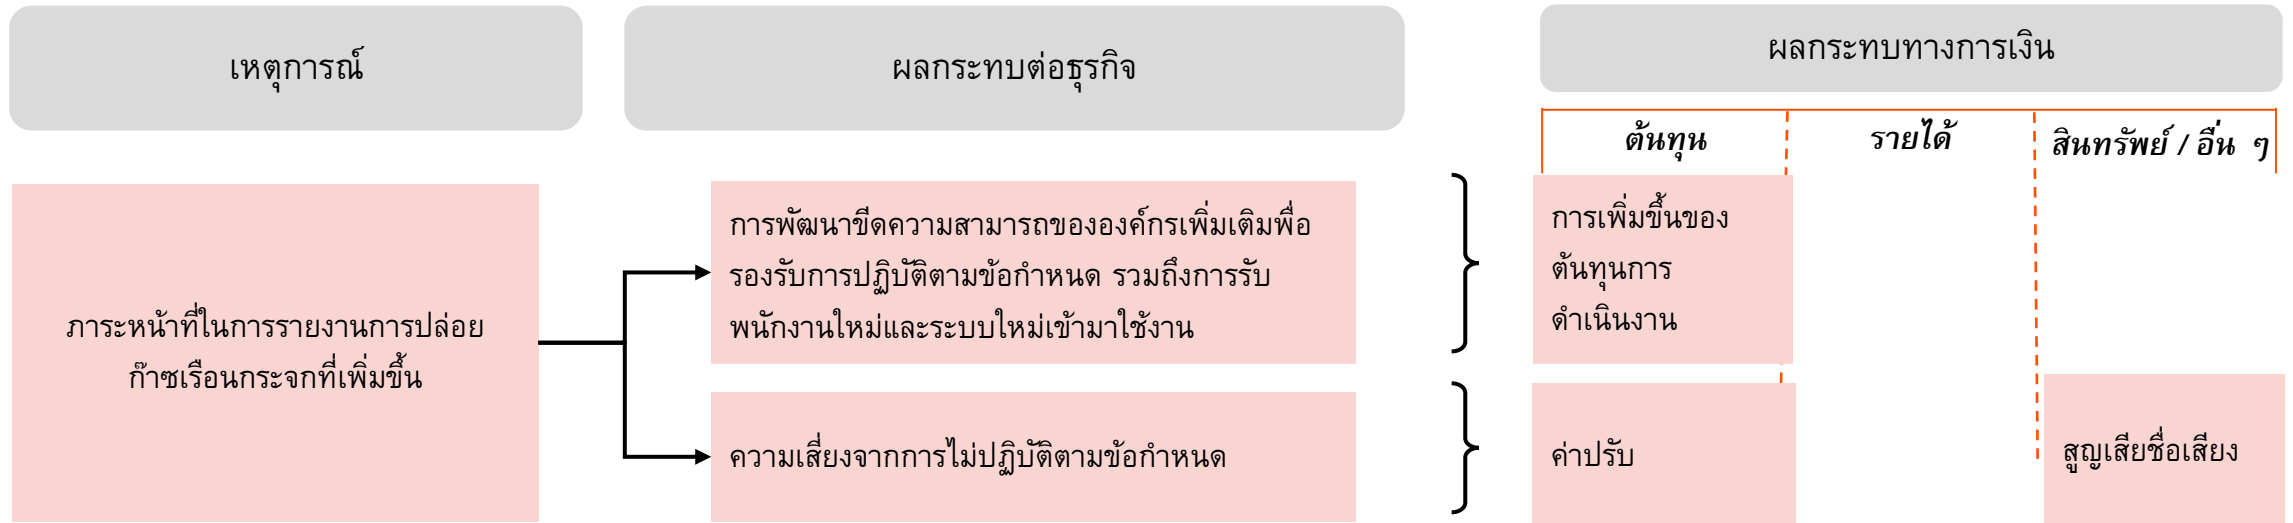 เหตุการณ์
ผลกระทบต่อธุรกิจ
ผลกระทบทางการเงิน
ต้นทุน
รายได้
สินทรัพย์ / อื่น ๆ
ภาระหน้าที่ในการรายงานการปล่อย
ก๊าซเรือนกระจกที่เพิ่มขึ้น
การพัฒนาขีดความสามารถขององค์กรเพิ่มเติมพื่อ
รองรับการปฏิบัติตามข้อกำหนด รวมถึงการรับ
พนักงานใหม่และระบบใหม่เข้ามาใช้งาน
การเพิ่มขึ้นของ
ต้นทุนการ
ดำเนินงาน
ความเสี่ยงจากการไม่ปฏิบัติตามข้อกำหนด
ค่าปรับ
สูญเสียชื่อเสียง